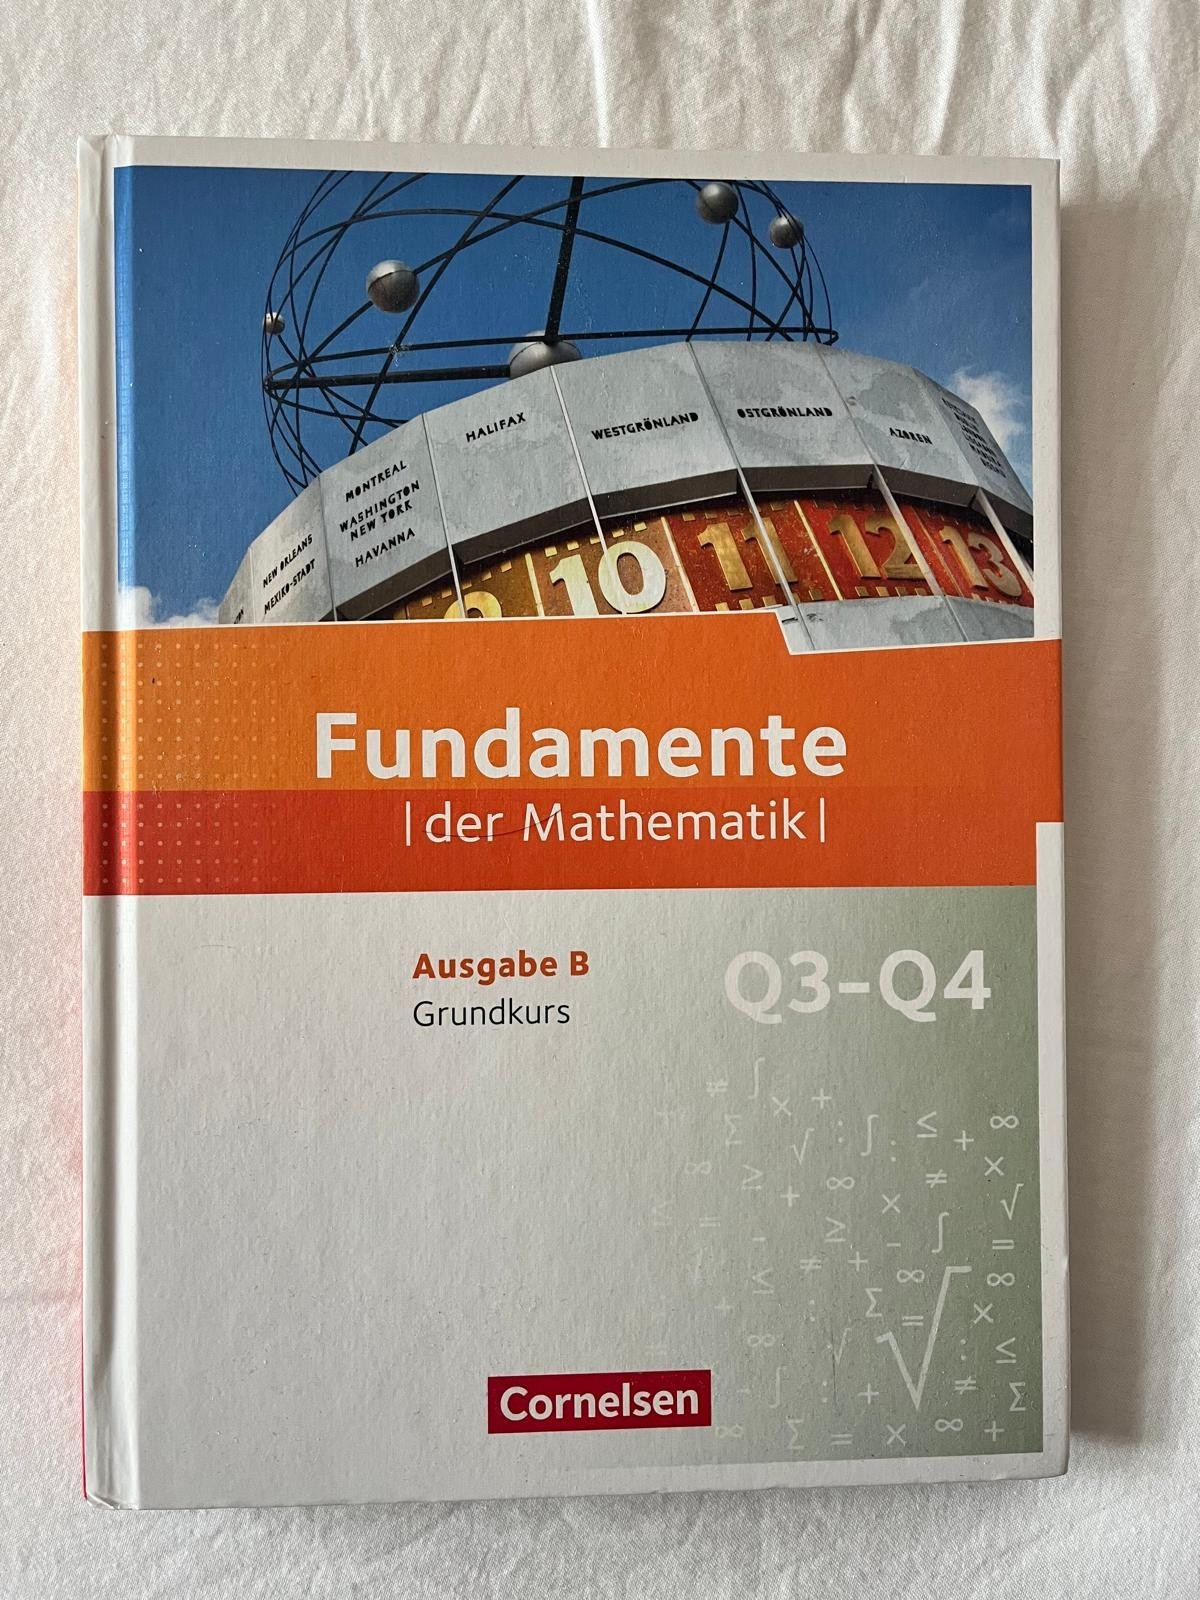 HALIFAX
WESTGRÖNLAND
OSTGRÖNLAND
AZOREN
MONTREAL
WASHINGTON
NEW YORK
HAVANNA
NEW ORLEANS
MEXIKO-STADT
10
11
12
13
Fundamente
|der Mathematik|
Ausgabe B
Grundkurs
Q3-Q4
Cornelsen